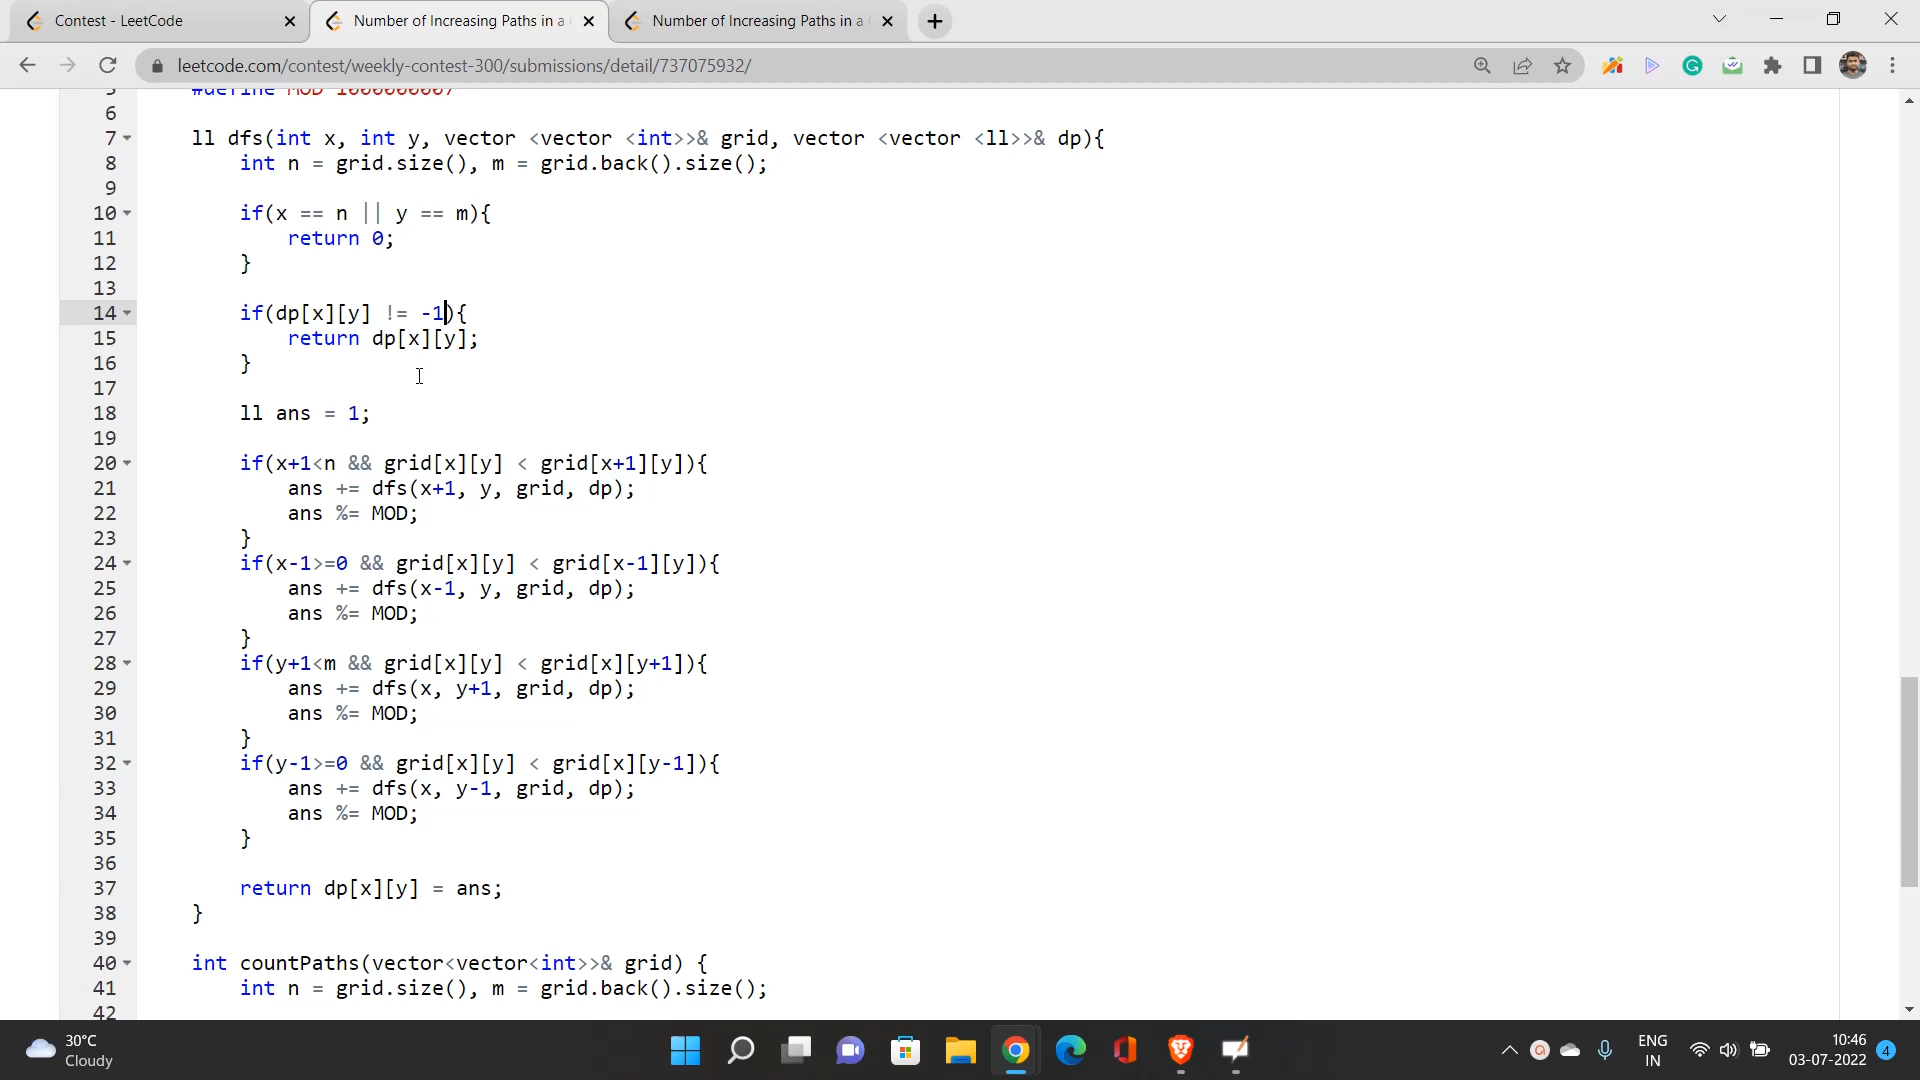 Contest - LeetCode
Number of Increasing Paths in a
Number of Increasing Paths in a
leetcode.com/contest/weekly-contest-300/submissions/detail/737075932/
5 #define MOD 1000000007
6
7 ll dfs(int x, int y, vector <vector <int>>& grid, vector <vector <ll>>& dp){
8 int n = grid.size(), m = grid.back().size();
9
10 if(x == n || y == m){
11 return 0;
12 }
13
14 if(dp[x][y] != -1){
15 return dp[x][y];
16 }
17
18 ll ans = 1;
19
20 if(x+1<n && grid[x][y] < grid[x+1][y]){
21 ans += dfs(x+1, y, grid, dp);
22 ans %= MOD;
23 }
24 if(x-1>=0 && grid[x][y] < grid[x-1][y]){
25 ans += dfs(x-1, y, grid, dp);
26 ans %= MOD;
27 }
28 if(y+1<m && grid[x][y] < grid[x][y+1]){
29 ans += dfs(x, y+1, grid, dp);
30 ans %= MOD;
31 }
32 if(y-1>=0 && grid[x][y] < grid[x][y-1]){
33 ans += dfs(x, y-1, grid, dp);
34 ans %= MOD;
35 }
36
37 return dp[x][y] = ans;
38 }
39
40 int countPaths(vector<vector<int>>& grid) {
41 int n = grid.size(), m = grid.back().size();
42
30°C
Cloudy
ENG
IN
10:46
03-07-2022
4